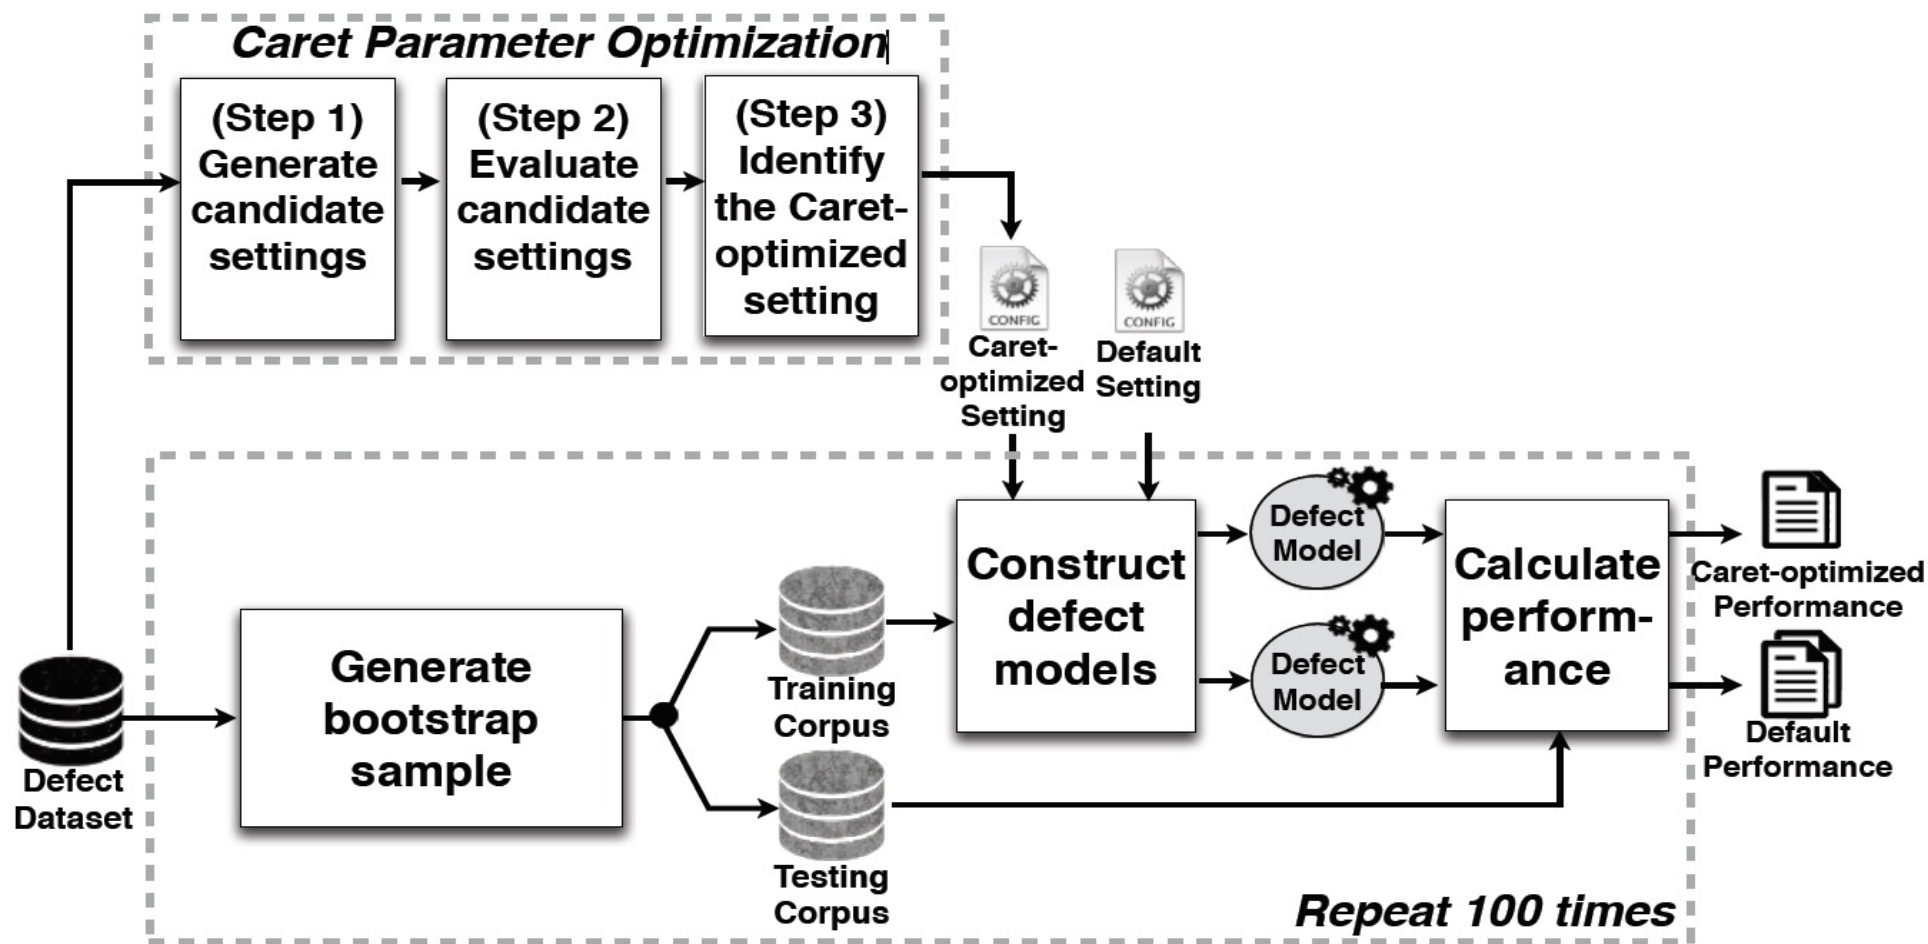 Caret Parameter Optimization
(Step 1)
Generate
candidate
settings
(Step 2)
Evaluate
candidate
settings
(Step 3)
Identify
the Caret-
optimized
setting
CONFIG
Caret-
optimized
Setting
CONFIG
Default
Setting
Defect
Dataset
Generate
bootstrap
sample
Training
Corpus
Testing
Corpus
Construct
defect
models
Defect
Model
Defect
Model
Calculate
perform-
ance
Caret-optimized
Performance
Default
Performance
Repeat 100 times